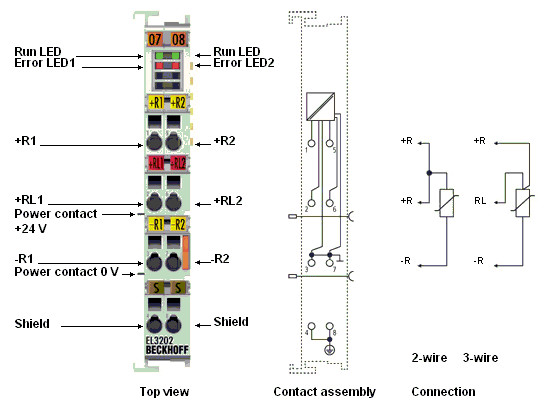 07 08
Run LED
Run LED
Error LED1
Error LED2
+R1 +R2
+R1
+R2
1
5
+R
+R
+RL1 -RL2
+RL1
+RL2
2
6
+R
RL
Power contact
+24 V
-R1 -R2
-R1
-R2
3
7
-R
-R
Power contact 0 V
S S
Shield
Shield
4
8
EL3202
BECKHOFF
2-wire 3-wire
Top view
Contact assembly
Connection